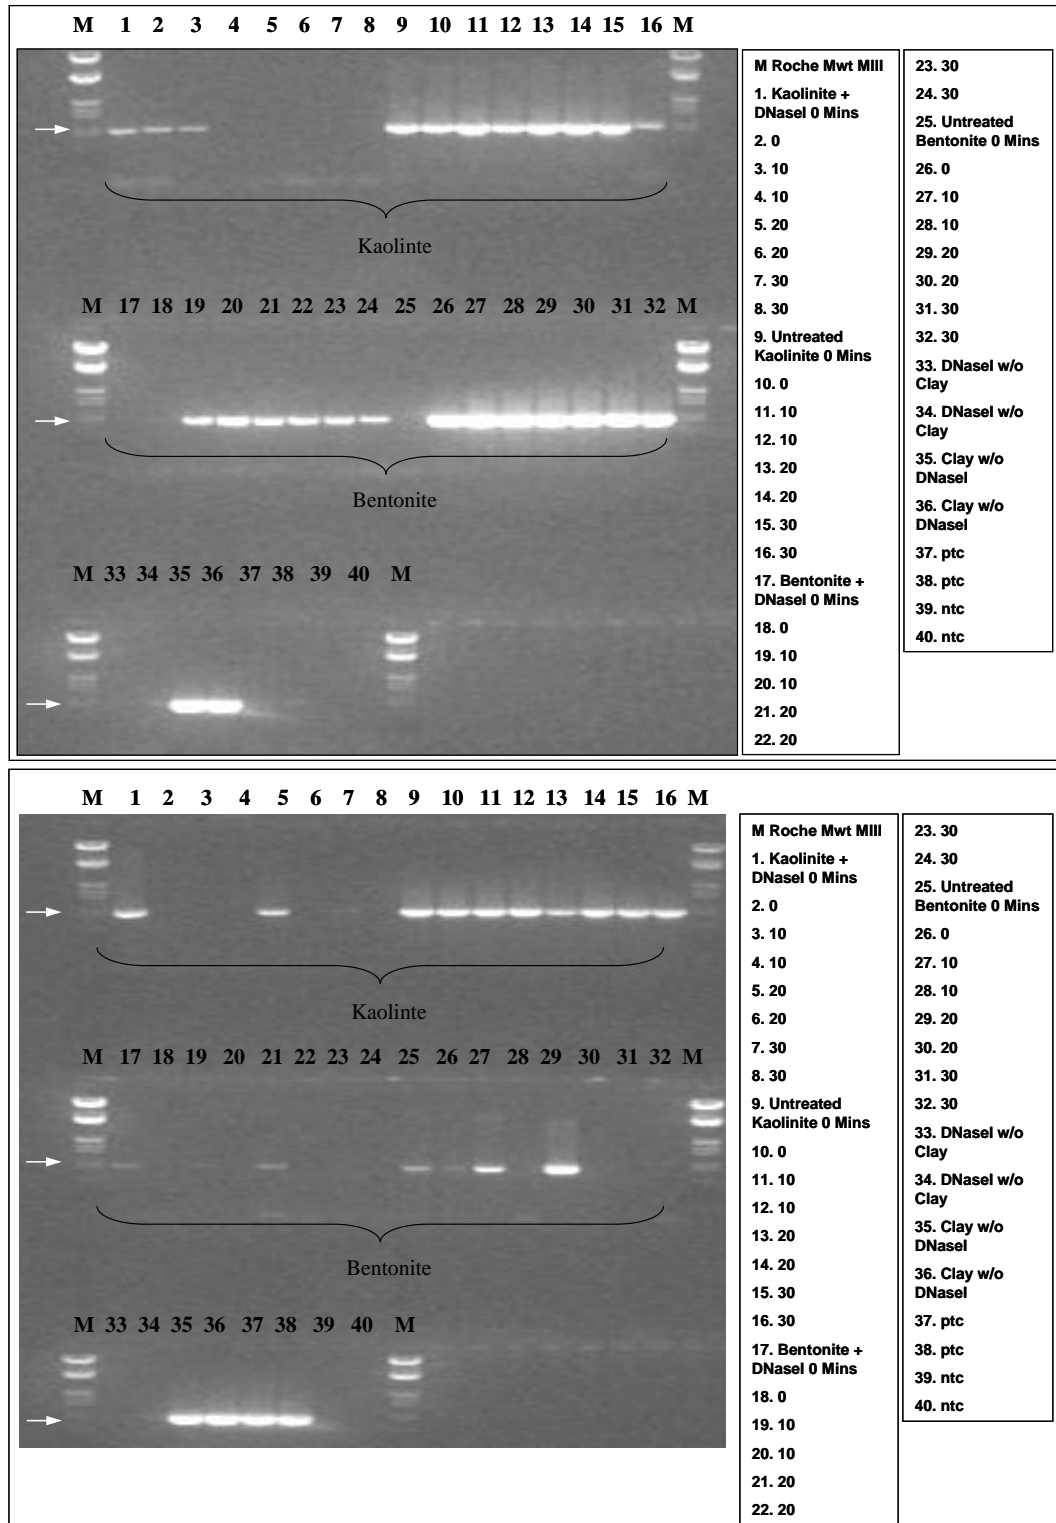 M 1 2 3 4 5 6 7 8 9 10 11 12 13 14 15 16 M
Kaolinte
M 17 18 19 20 21 22 23 24 25 26 27 28 29 30 31 32 M
Bentonite
M 33 34 35 36 37 38 39 40 M
M Roche Mwt MIII
1. Kaolinite +
DNaseI 0 Mins
2. 0
3. 10
4. 10
5. 20
6. 20
7. 30
8. 30
9. Untreated
Kaolinite 0 Mins
10. 0
11. 10
12. 10
13. 20
14. 20
15. 30
16. 30
17. Bentonite +
DNaseI 0 Mins
18. 0
19. 10
20. 10
21. 20
22. 20
23. 30
24. 30
25. Untreated
Bentonite 0 Mins
26. 0
27. 10
28. 10
29. 20
30. 20
31. 30
32. 30
33. DNaseI w/o
Clay
34. DNaseI w/o
Clay
35. Clay w/o
DNaseI
36. Clay w/o
DNaseI
37. ptc
38. ptc
39. ntc
40. ntc
M 1 2 3 4 5 6 7 8 9 10 11 12 13 14 15 16 M
Kaolinte
M 17 18 19 20 21 22 23 24 25 26 27 28 29 30 31 32 M
Bentonite
M 33 34 35 36 37 38 39 40 M
M Roche Mwt MIII
1. Kaolinite +
DNaseI 0 Mins
2. 0
3. 10
4. 10
5. 20
6. 20
7. 30
8. 30
9. Untreated
Kaolinite 0 Mins
10. 0
11. 10
12. 10
13. 20
14. 20
15. 30
16. 30
17. Bentonite +
DNaseI 0 Mins
18. 0
19. 10
20. 10
21. 20
22. 20
23. 30
24. 30
25. Untreated
Bentonite 0 Mins
26. 0
27. 10
28. 10
29. 20
30. 20
31. 30
32. 30
33. DNaseI w/o
Clay
34. DNaseI w/o
Clay
35. Clay w/o
DNaseI
36. Clay w/o
DNaseI
37. ptc
38. ptc
39. ntc
40. ntc